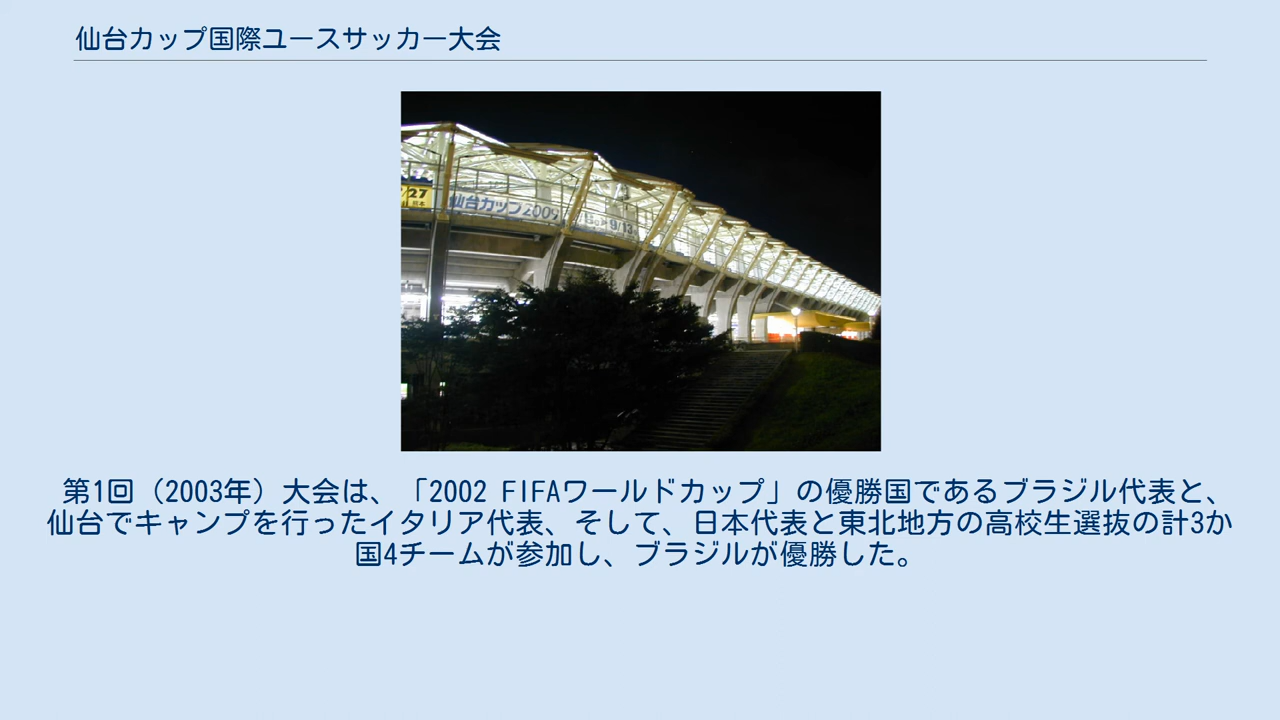 仙台カップ国際ユースサッカー大会
/27
仙台カップ2009
9/13
第1回（2003年）大会は、「2002 FIFAワールドカップ」の優勝国であるブラジル代表と、
仙台でキャンプを行ったイタリア代表、そして、日本代表と東北地方の高校生選抜の計3か
国4チームが参加し、ブラジルが優勝した。